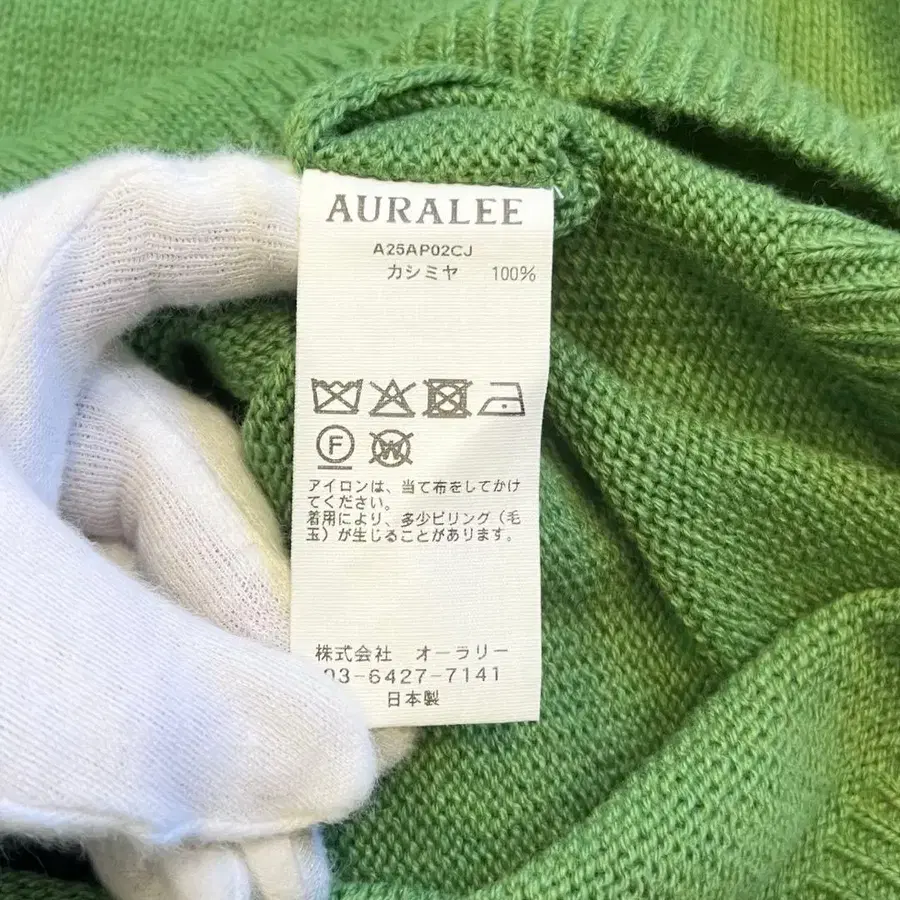 AURALEE
A25AP02CJ
カシミヤ 100%
F
W
アイロンは、当て布をしてかけ
てください。
着用により、多少ピリング（毛
玉）が生じることがあります。
株式会社 オーラリー
03-6427-7141
日本製